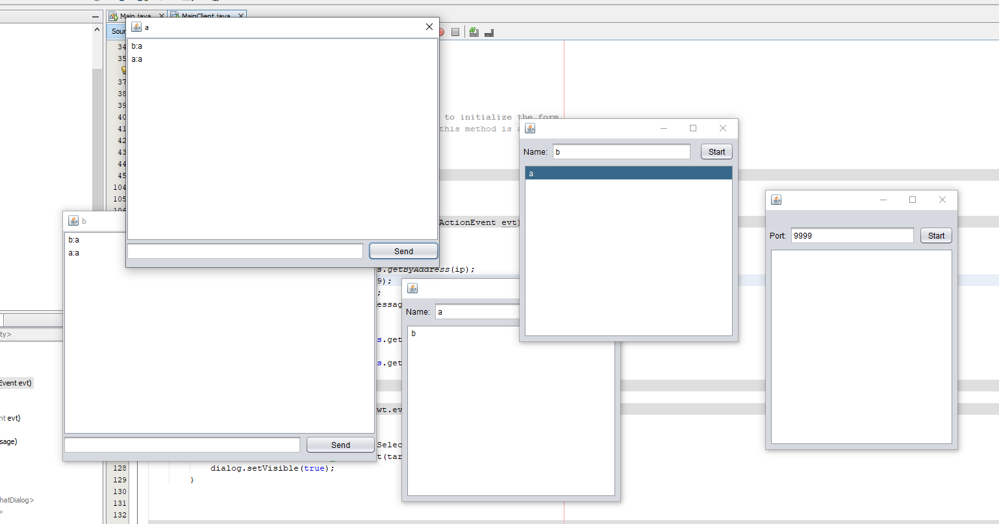 Main.java
MainClient.java
Sour
34
35
37
38
39
40
41
42
43
44
45
104
105
106
to initialize the form
this method is a
ActionEvent evt)
s.getByAddress(ip);
9);
;
essag
s.get
s.get
wt.ev
Selec
t(tar
128
dialog.setVisible(true);
129
}
130
131
132
a
b:a
a:a
Send
b
b:a
a:a
Send
Name:
a
b
Name:
b
Start
a
Port:
9999
Start
ty>
Event evt)
nt evt)
sage)
hatDialog>
>